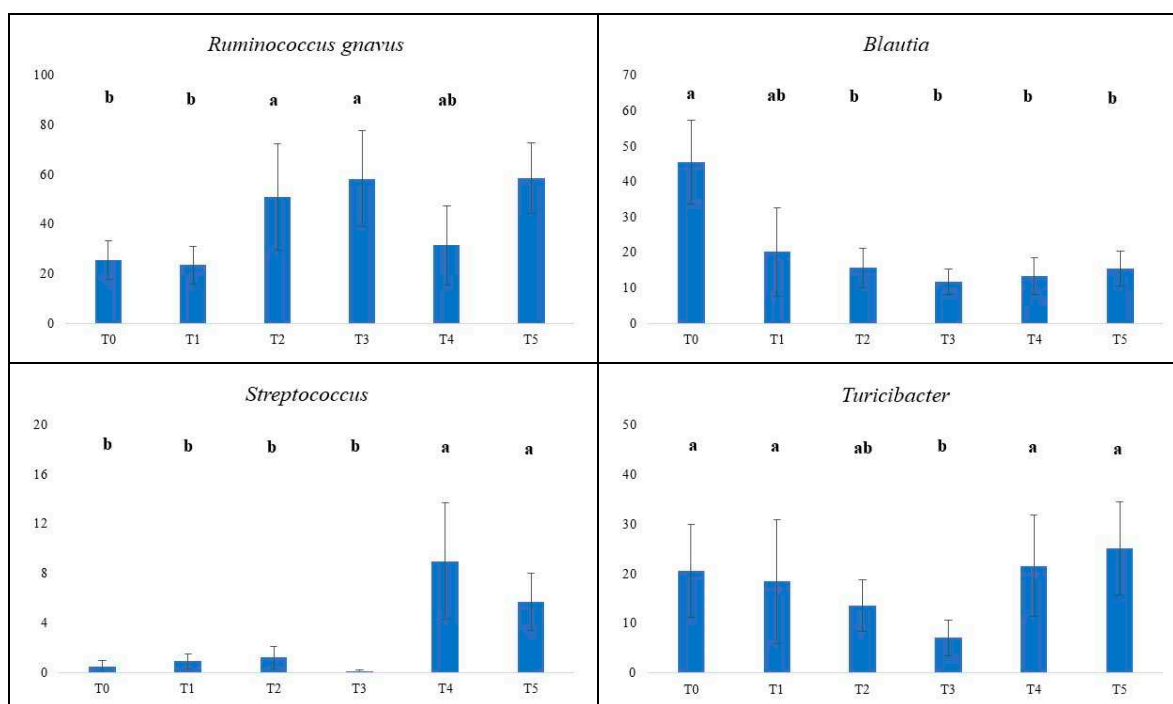 Ruminococcus gnavus
100
80
60
40
20
0
b b a a ab
T0 T1 T2 T3 T4 T5
Blautia
70
60
50
40
30
20
10
0
a ab b b b b
T0 T1 T2 T3 T4 T5
Streptococcus
20
16
12
8
4
0
b b b b a a
T0 T1 T2 T3 T4 T5
Turicibacter
50
40
30
20
10
0
a a ab b a a
T0 T1 T2 T3 T4 T5